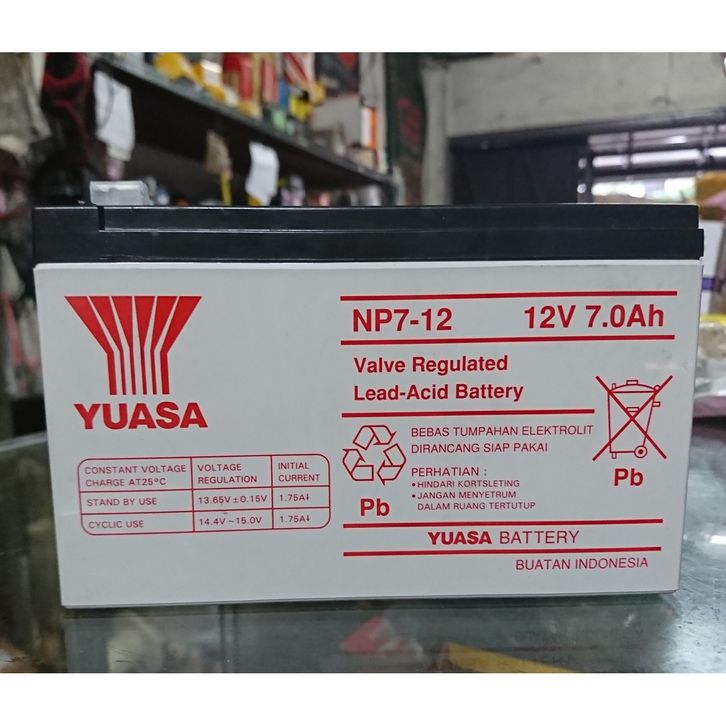 YUASA
NP7-12 12V 7.0Ah
Valve Regulated
Lead-Acid Battery
BEBAS TUMPAHAN ELEKTROLIT
DIRANCANG SIAP PAKAI
PERHATIAN :
• HINDARI KORTSLETING
• JANGAN MENYETRUM
DALAM RUANG TERTUTUP
Pb
Pb
CONSTANT VOLTAGE CHARGE AT25°C VOLTAGE REGULATION INITIAL CURRENT
STAND BY USE 13.65V±0.15V 1.75A↓
CYCLIC USE 14.4V~15.0V 1.75A↓
YUASA BATTERY
BUATAN INDONESIA